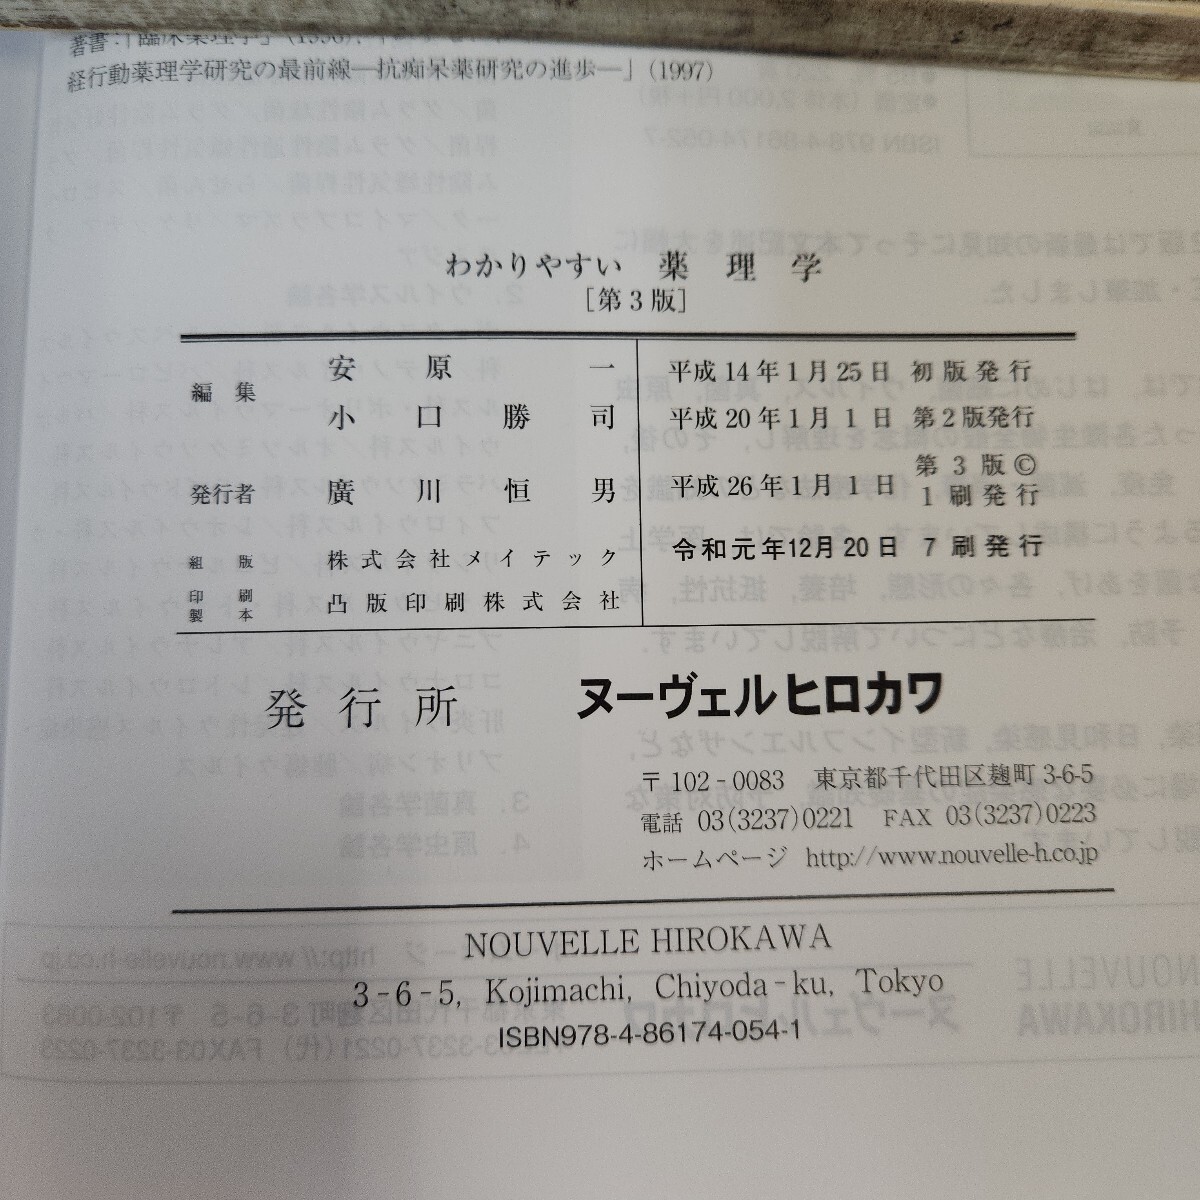 著書：「臨床薬理学」(1996),
経行動薬理学研究の最前線―抗痴呆薬研究の進歩―」(1997)
わかりやすい 薬理学
[第3版]
編集 安原 一
小口勝司
発行者 廣川恒男
組版 株式会社メイテック
印刷
製本 凸版印刷株式会社
平成14年1月25日 初版発行
平成20年1月1日 第2版発行
平成26年1月1日 第3版©
1刷発行
令和元年12月20日 7刷発行
発行所 ヌーヴェルヒロカワ
〒102-0083 東京都千代田区麹町3-6-5
電話 03(3237)0221 FAX 03(3237)0223
ホームページ http://www.nouvelle-h.co.jp
NOUVELLE HIROKAWA
3-6-5, Kojimachi, Chiyoda-ku, Tokyo
ISBN978-4-86174-054-1